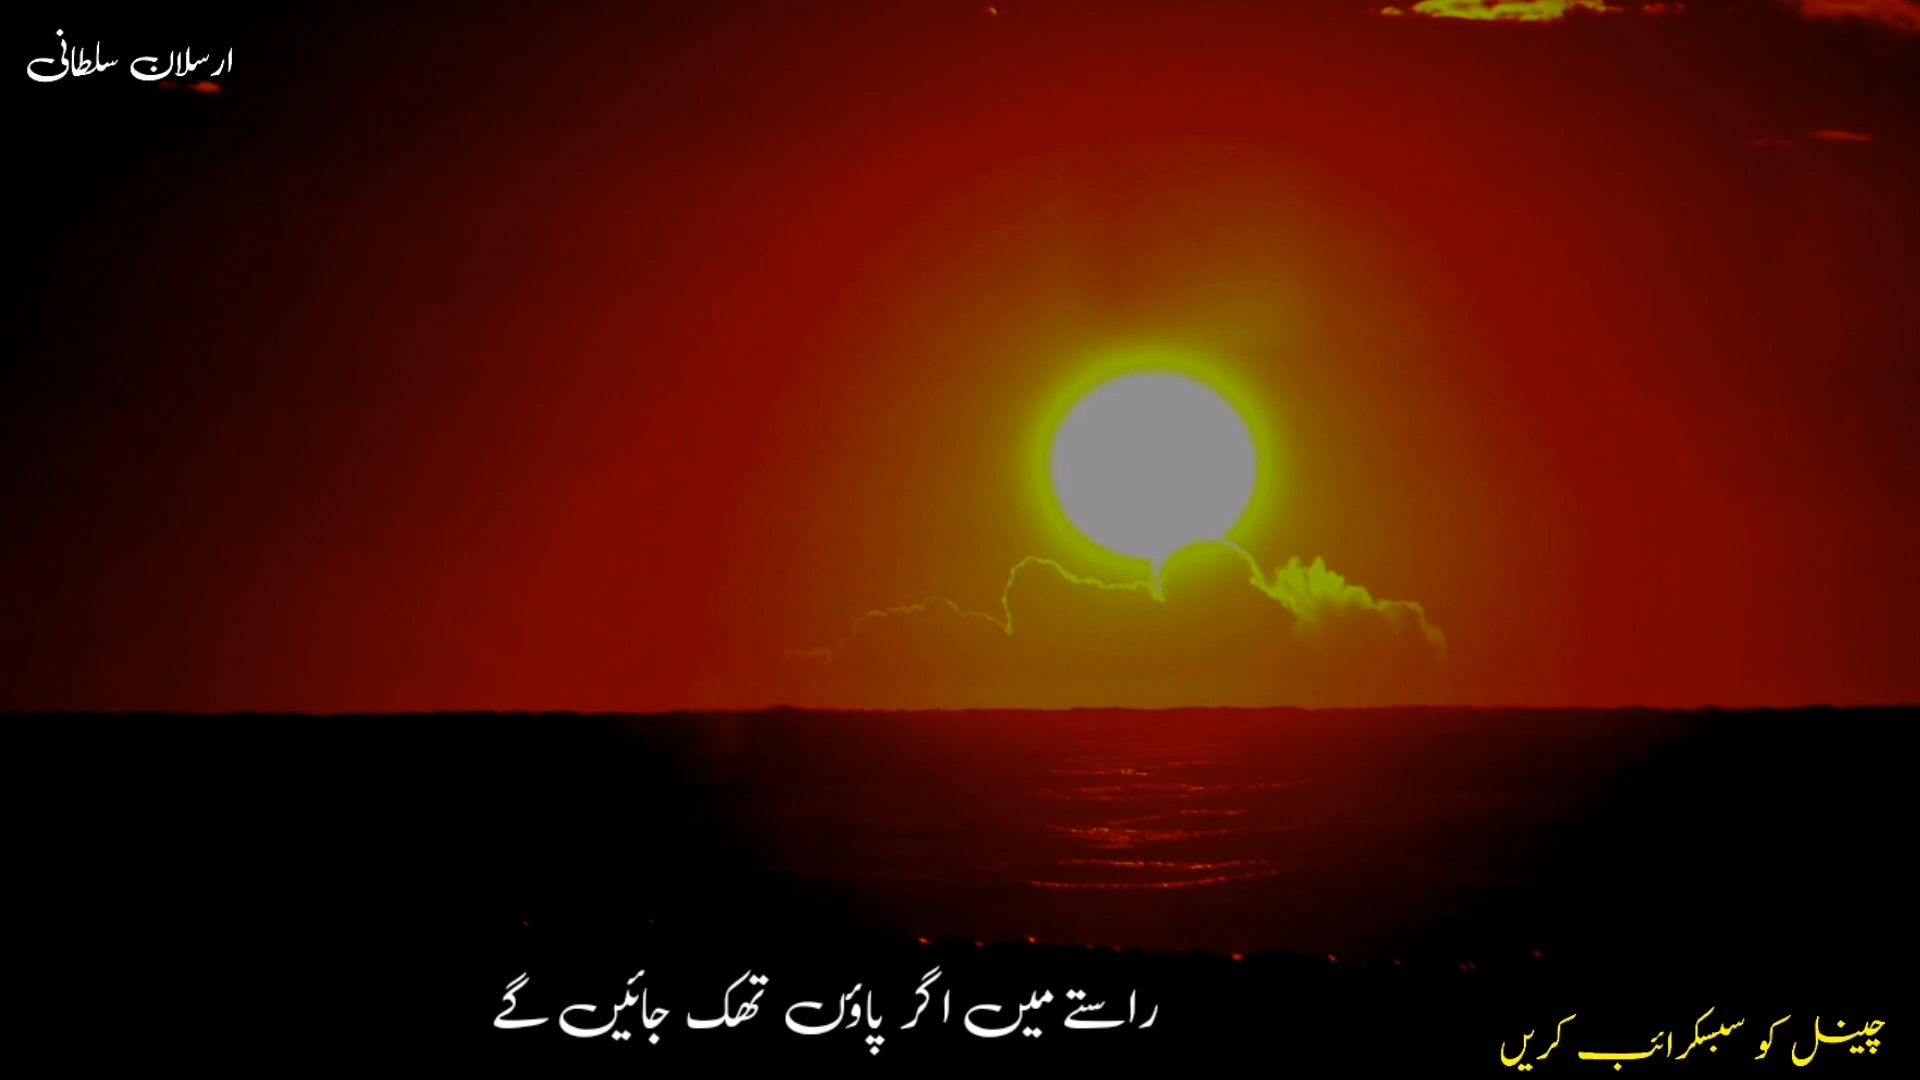 ارسلان سلطانی
راستے میں اگر پاؤں تھک جائیں گے
چینل کو سبسکرائب کریں